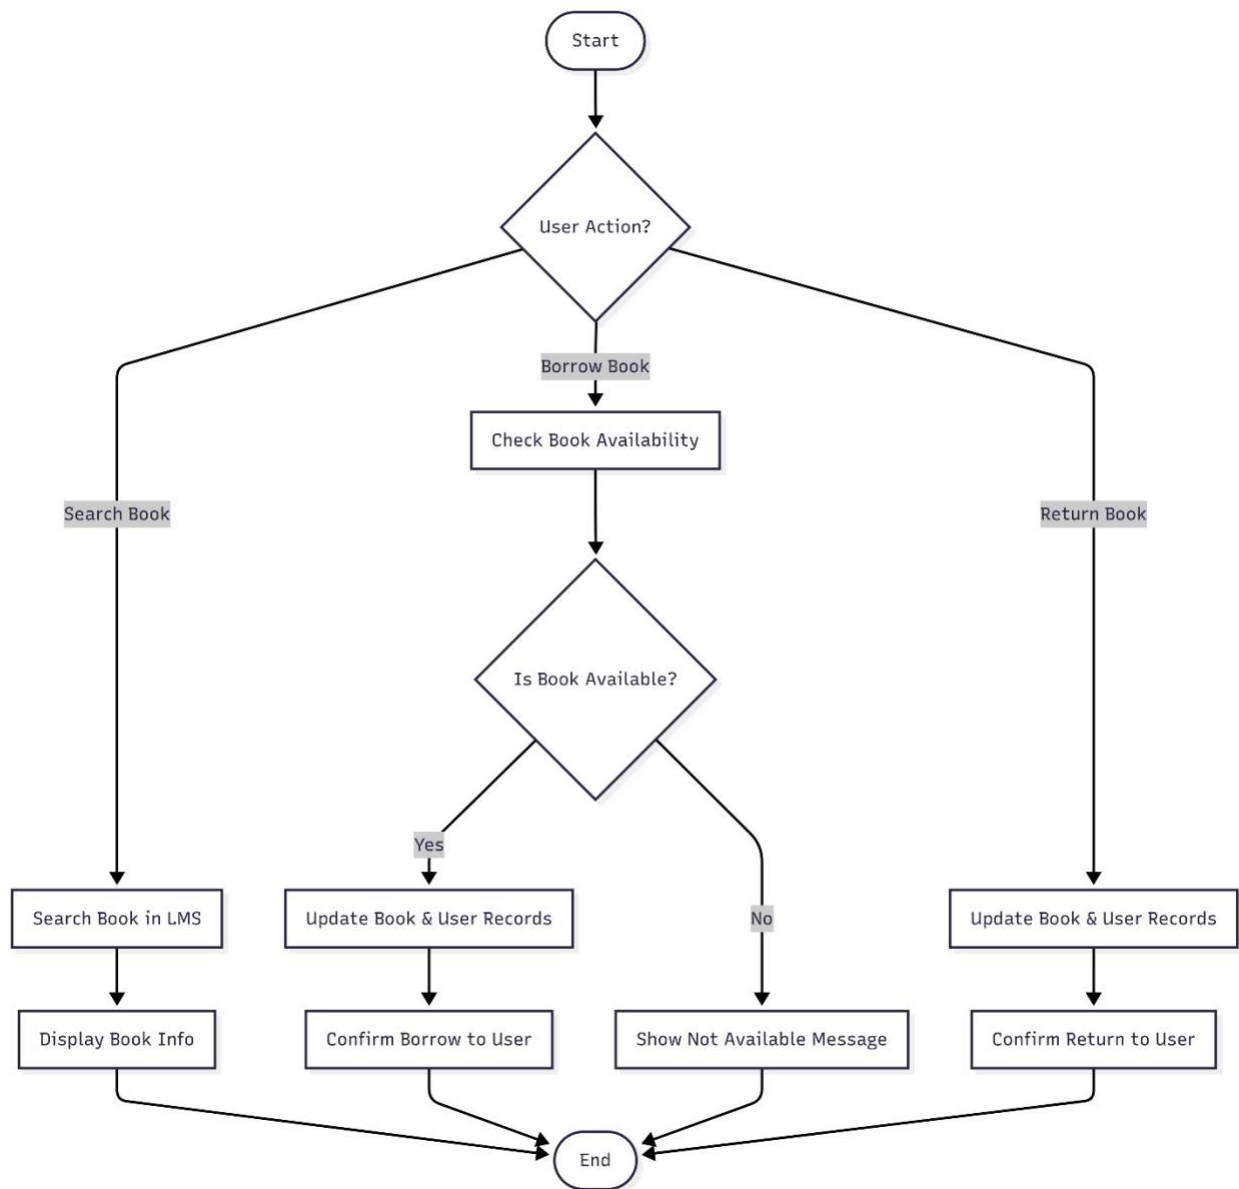 Start
User Action?
Borrow Book
Check Book Availability
Search Book
Return Book
Is Book Available?
Yes
Search Book in LMS
Update Book & User Records
No
Update Book & User Records
Display Book Info
Confirm Borrow to User
Show Not Available Message
Confirm Return to User
End